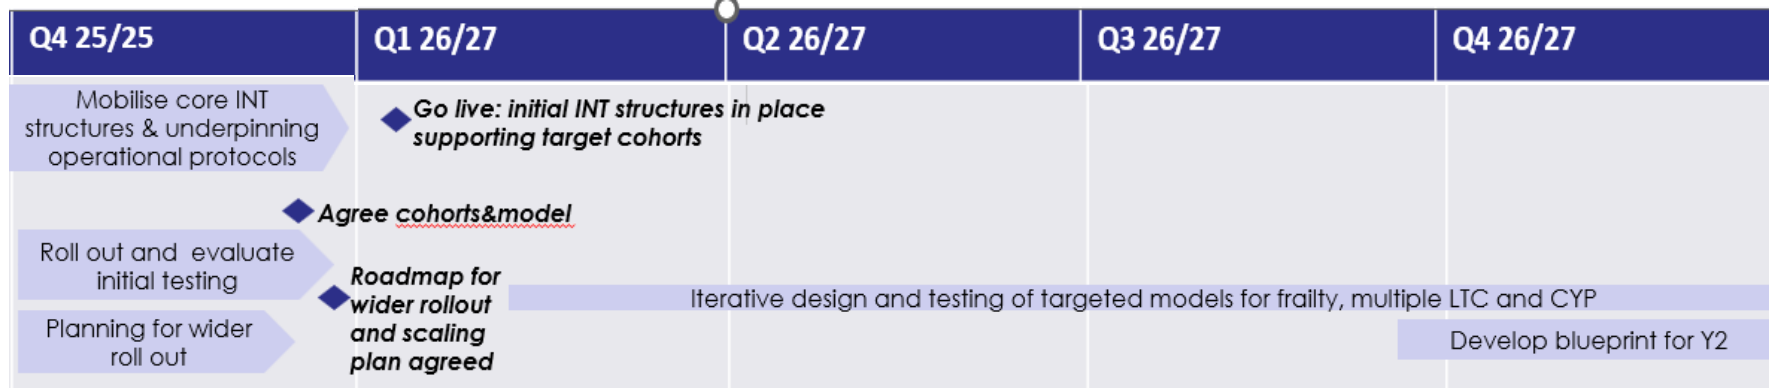 Q4 25/25
Q1 26/27
Q2 26/27
Q3 26/27
Q4 26/27
Mobilise core INT
structures & underpinning
operational protocols
Go live: initial INT structures in place
supporting target cohorts
Agree cohorts&model
Roll out and evaluate
initial testing
Roadmap for
wider rollout
and scaling
plan agreed
Iterative design and testing of targeted models for frailty, multiple LTC and CYP
Planning for wider
roll out
Develop blueprint for Y2